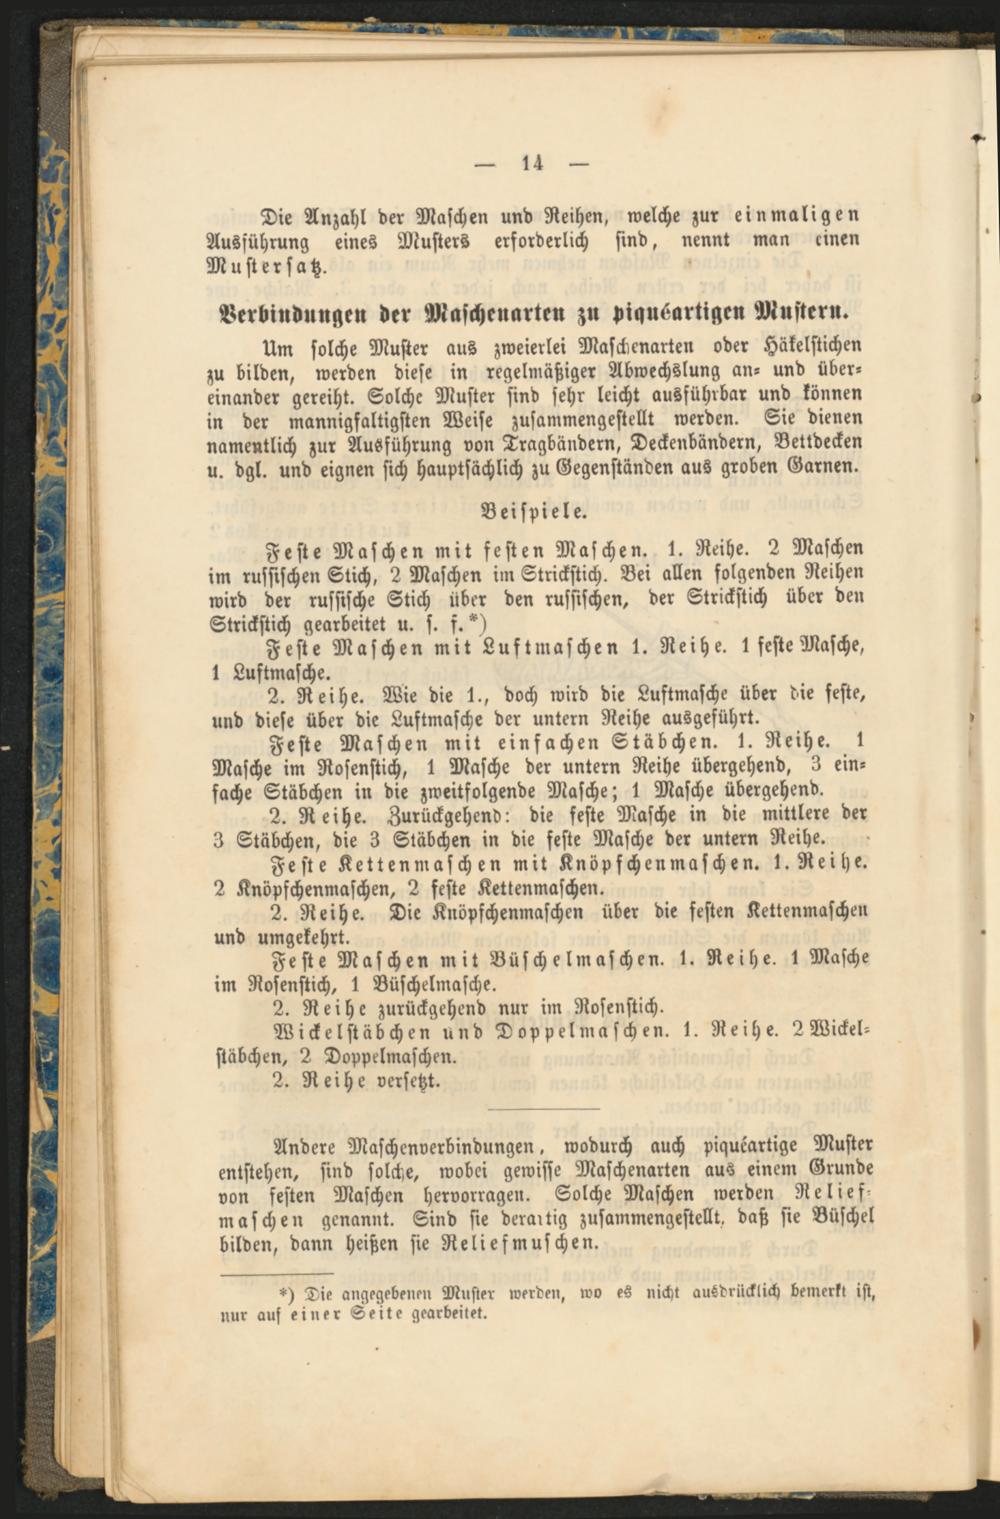 — 14 —
Die Anzahl der Maschen und Reihen, welche zur einmaligen
Ausführung eines Musters erforderlich sind, nennt man einen
Mustersatz.
Verbindungen der Maschenarten zu piquéartigen Mustern.
Um solche Muster aus zweierlei Maschenarten oder Häkelstichen
zu bilden, werden diese in regelmäßiger Abwechslung an- und über-
einander gereiht. Solche Muster sind sehr leicht ausführbar und können
in der mannigfaltigsten Weise zusammengestellt werden. Sie dienen
namentlich zur Ausführung von Tragbändern, Deckenbändern, Bettdecken
u. dgl. und eignen sich hauptsächlich zu Gegenständen aus groben Garnen.
Beispiele.
Feste Maschen mit festen Maschen. 1. Reihe. 2 Maschen
im russischen Stich, 2 Maschen im Strickstich. Bei allen folgenden Reihen
wird der russische Stich über den russischen, der Strickstich über den
Strickstich gearbeitet u. s. f. *)
Feste Maschen mit Luftmaschen 1. Reihe. 1 feste Masche,
1 Luftmasche.
2. Reihe. Wie die 1., doch wird die Luftmasche über die feste,
und diese über die Luftmasche der untern Reihe ausgeführt.
Feste Maschen mit einfachen Stäbchen. 1. Reihe. 1
Masche im Rosenstich, 1 Masche der untern Reihe übergehend, 3 ein-
fache Stäbchen in die zweitfolgende Masche; 1 Masche übergehend.
2. Reihe. Zurückgehend: die feste Masche in die mittlere der
3 Stäbchen, die 3 Stäbchen in die feste Masche der untern Reihe.
Feste Kettenmaschen mit Knöpfchenmaschen. 1. Reihe.
2 Knöpfchenmaschen, 2 feste Kettenmaschen.
2. Reihe. Die Knöpfchenmaschen über die festen Kettenmaschen
und umgekehrt.
Feste Maschen mit Büschelmaschen. 1. Reihe. 1 Masche
im Rosenstich, 1 Büschelmasche.
2. Reihe zurückgehend nur im Rosenstich.
Wickelstäbchen und Doppelmaschen. 1. Reihe. 2 Wickel-
stäbchen, 2 Doppelmaschen.
2. Reihe versetzt.
Andere Maschenverbindungen, wodurch auch piquéartige Muster
entstehen, sind solche, wobei gewisse Maschenarten aus einem Grunde
von festen Maschen hervorragen. Solche Maschen werden Relief-
maschen genannt. Sind sie derartig zusammengestellt, daß sie Büschel
bilden, dann heißen sie Reliefmuschen.
*) Die angegebenen Muster werden, wo es nicht ausdrücklich bemerkt ist,
nur auf einer Seite gearbeitet.